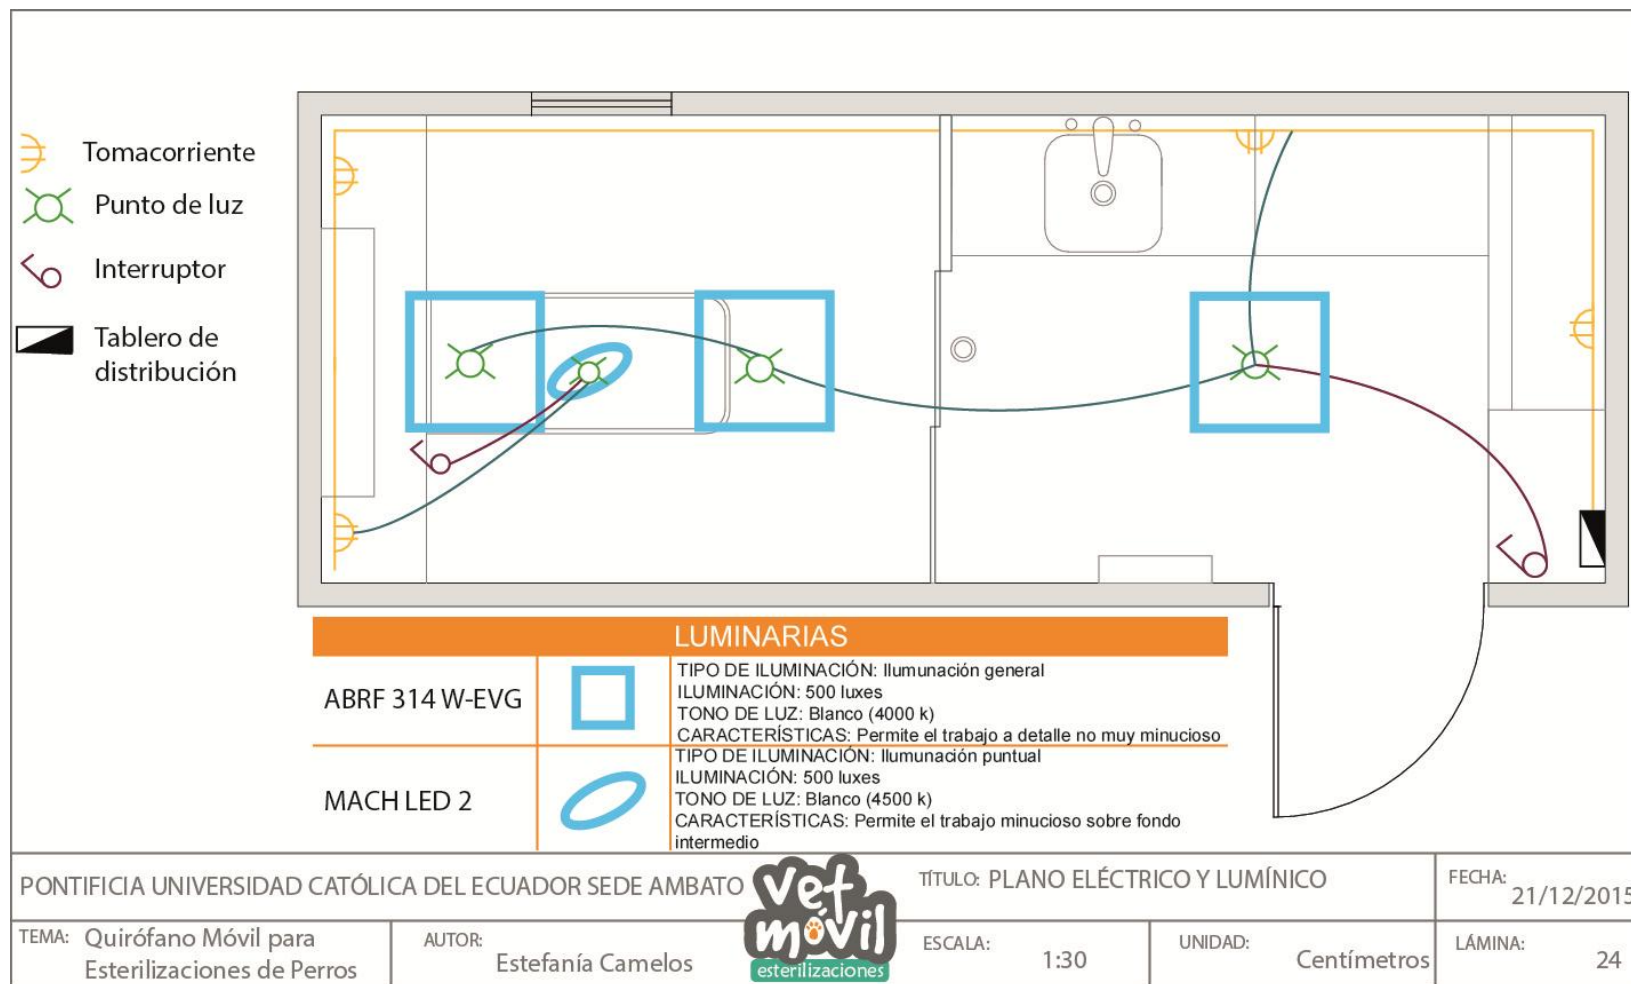 Tomacorriente
Punto de luz
Interruptor
Tablero de
distribución
LUMINARIAS
ABRF 314 W-EVG
TIPO DE ILUMINACIÓN: Ilumunación general
ILUMINACIÓN: 500 luxes
TONO DE LUZ: Blanco (4000 k)
CARACTERÍSTICAS: Permite el trabajo a detalle no muy minucioso
MACH LED 2
TIPO DE ILUMINACIÓN: Ilumunación puntual
ILUMINACIÓN: 500 luxes
TONO DE LUZ: Blanco (4500 k)
CARACTERÍSTICAS: Permite el trabajo minucioso sobre fondo
intermedio
PONTIFICIA UNIVERSIDAD CATÓLICA DEL ECUADOR SEDE AMBATO
vet
móvil
esterilizaciones
TÍTULO: PLANO ELÉCTRICO Y LUMÍNICO
FECHA: 21/12/2015
TEMA: Quirófano Móvil para
Esterilizaciones de Perros
AUTOR: Estefanía Camelos
ESCALA: 1:30
UNIDAD: Centímetros
LÁMINA: 24